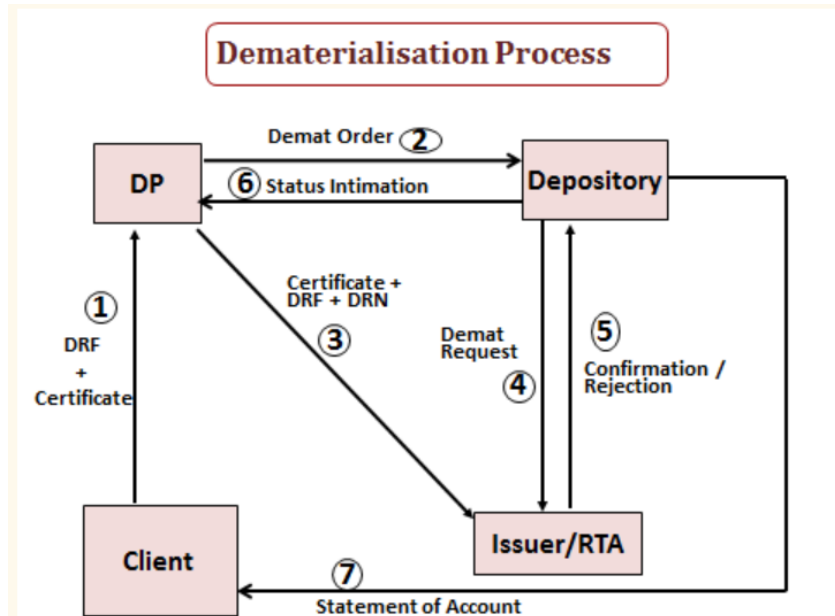 Dematerialisation Process
Demat Order 2
DP
Depository
6 Status Intimation
1
DRF
+
Certificate
Certificate +
DRF + DRN
3
Demat
Request
4
5
Confirmation /
Rejection
Client
Issuer/RTA
7
Statement of Account